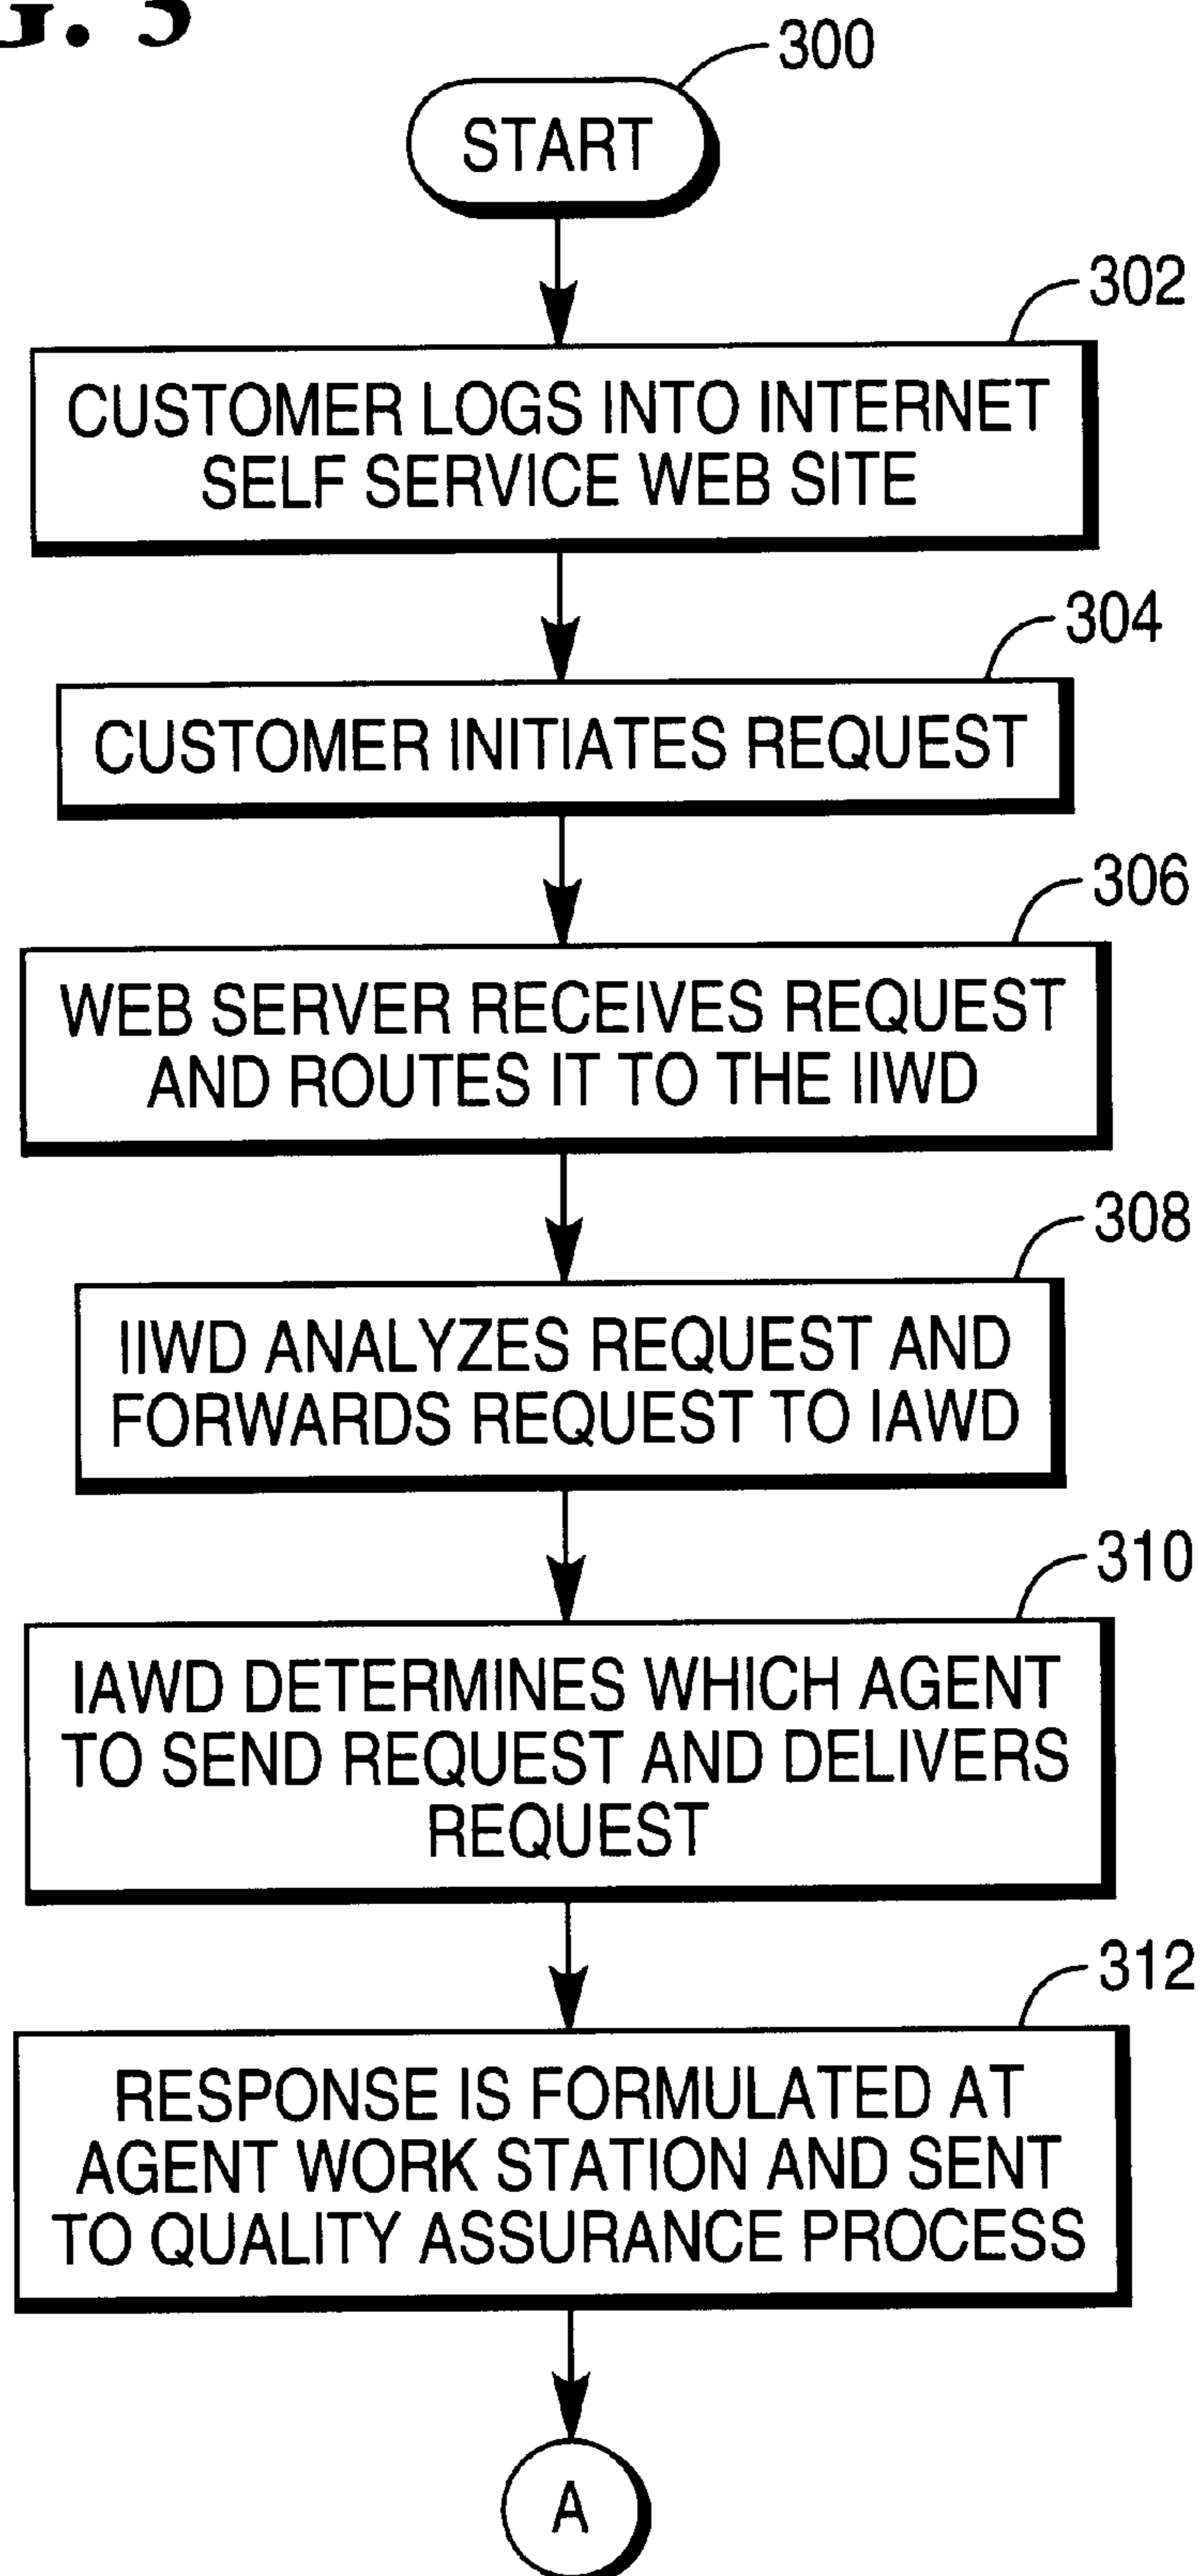 G. 3
300
START
302
CUSTOMER LOGS INTO INTERNET
SELF SERVICE WEB SITE
304
CUSTOMER INITIATES REQUEST
306
WEB SERVER RECEIVES REQUEST
AND ROUTES IT TO THE IIWD
308
IIWD ANALYZES REQUEST AND
FORWARDS REQUEST TO IAWD
310
IAWD DETERMINES WHICH AGENT
TO SEND REQUEST AND DELIVERS
REQUEST
312
RESPONSE IS FORMULATED AT
AGENT WORK STATION AND SENT
TO QUALITY ASSURANCE PROCESS
A